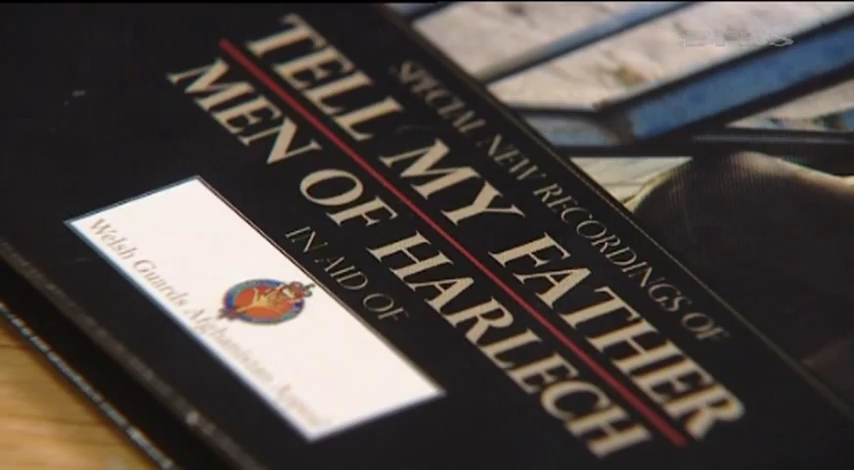 SPECIAL NEW RECORDINGS OF
TELL MY FATHER
MEN OF HARLECH
IN AID OF
Welsh Guards Afghanistan Appeal